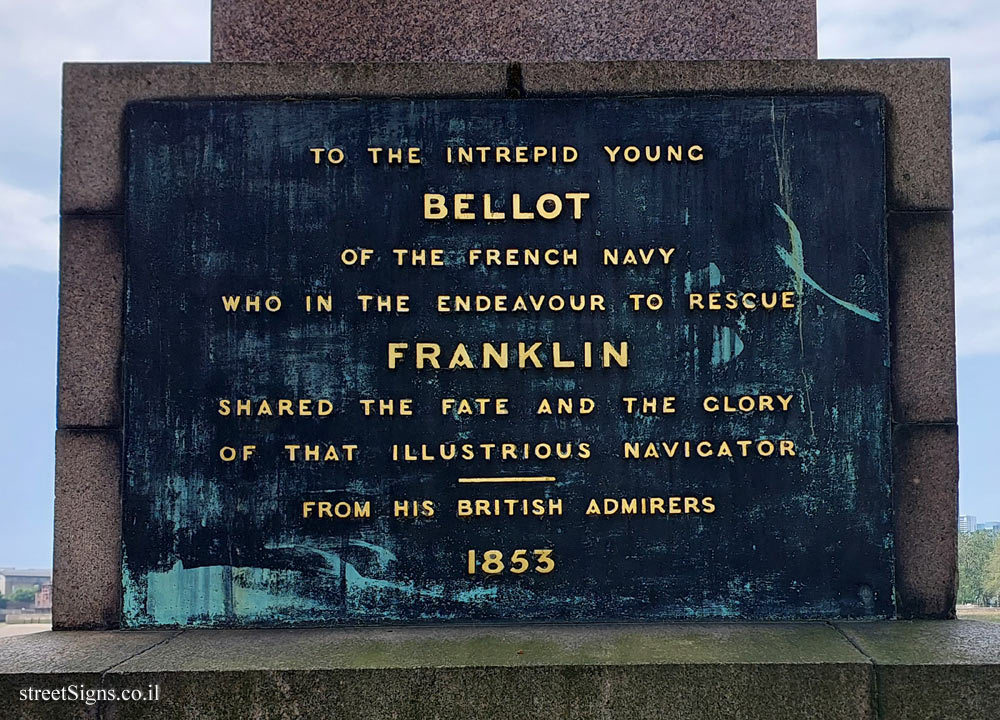 TO THE INTREPID YOUNG
BELLOT
OF THE FRENCH NAVY
WHO IN THE ENDEAVOUR TO RESCUE
FRANKLIN
SHARED THE FATE AND THE GLORY
OF THAT ILLUSTRIOUS NAVIGATOR
FROM HIS BRITISH ADMIRERS
1853
streetSigns.co.il